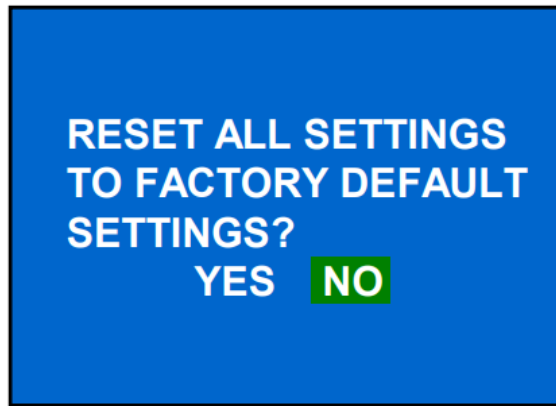 RESET ALL SETTINGS
TO FACTORY DEFAULT
SETTINGS?
YES NO